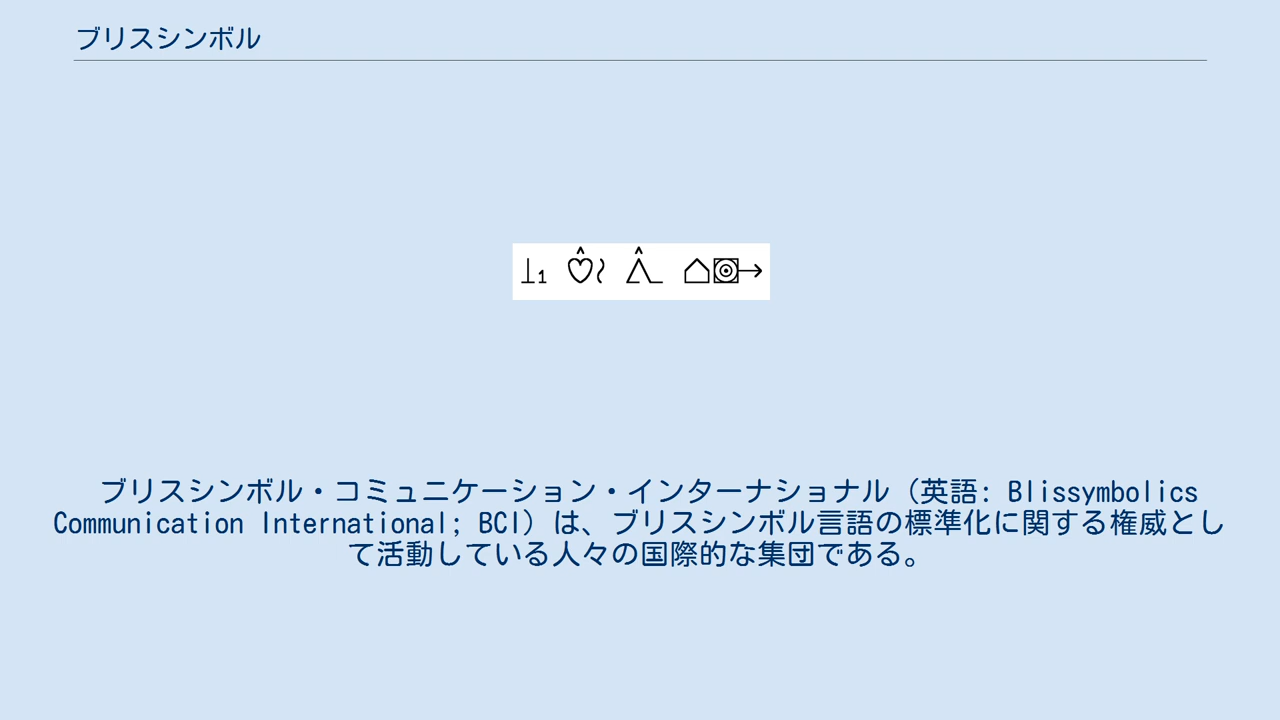 ブリスシンボル
ブリスシンボル・コミュニケーション・インターナショナル（英語: Blissymbolics
Communication International; BCI）は、ブリスシンボル言語の標準化に関する権威とし
て活動している人々の国際的な集団である。